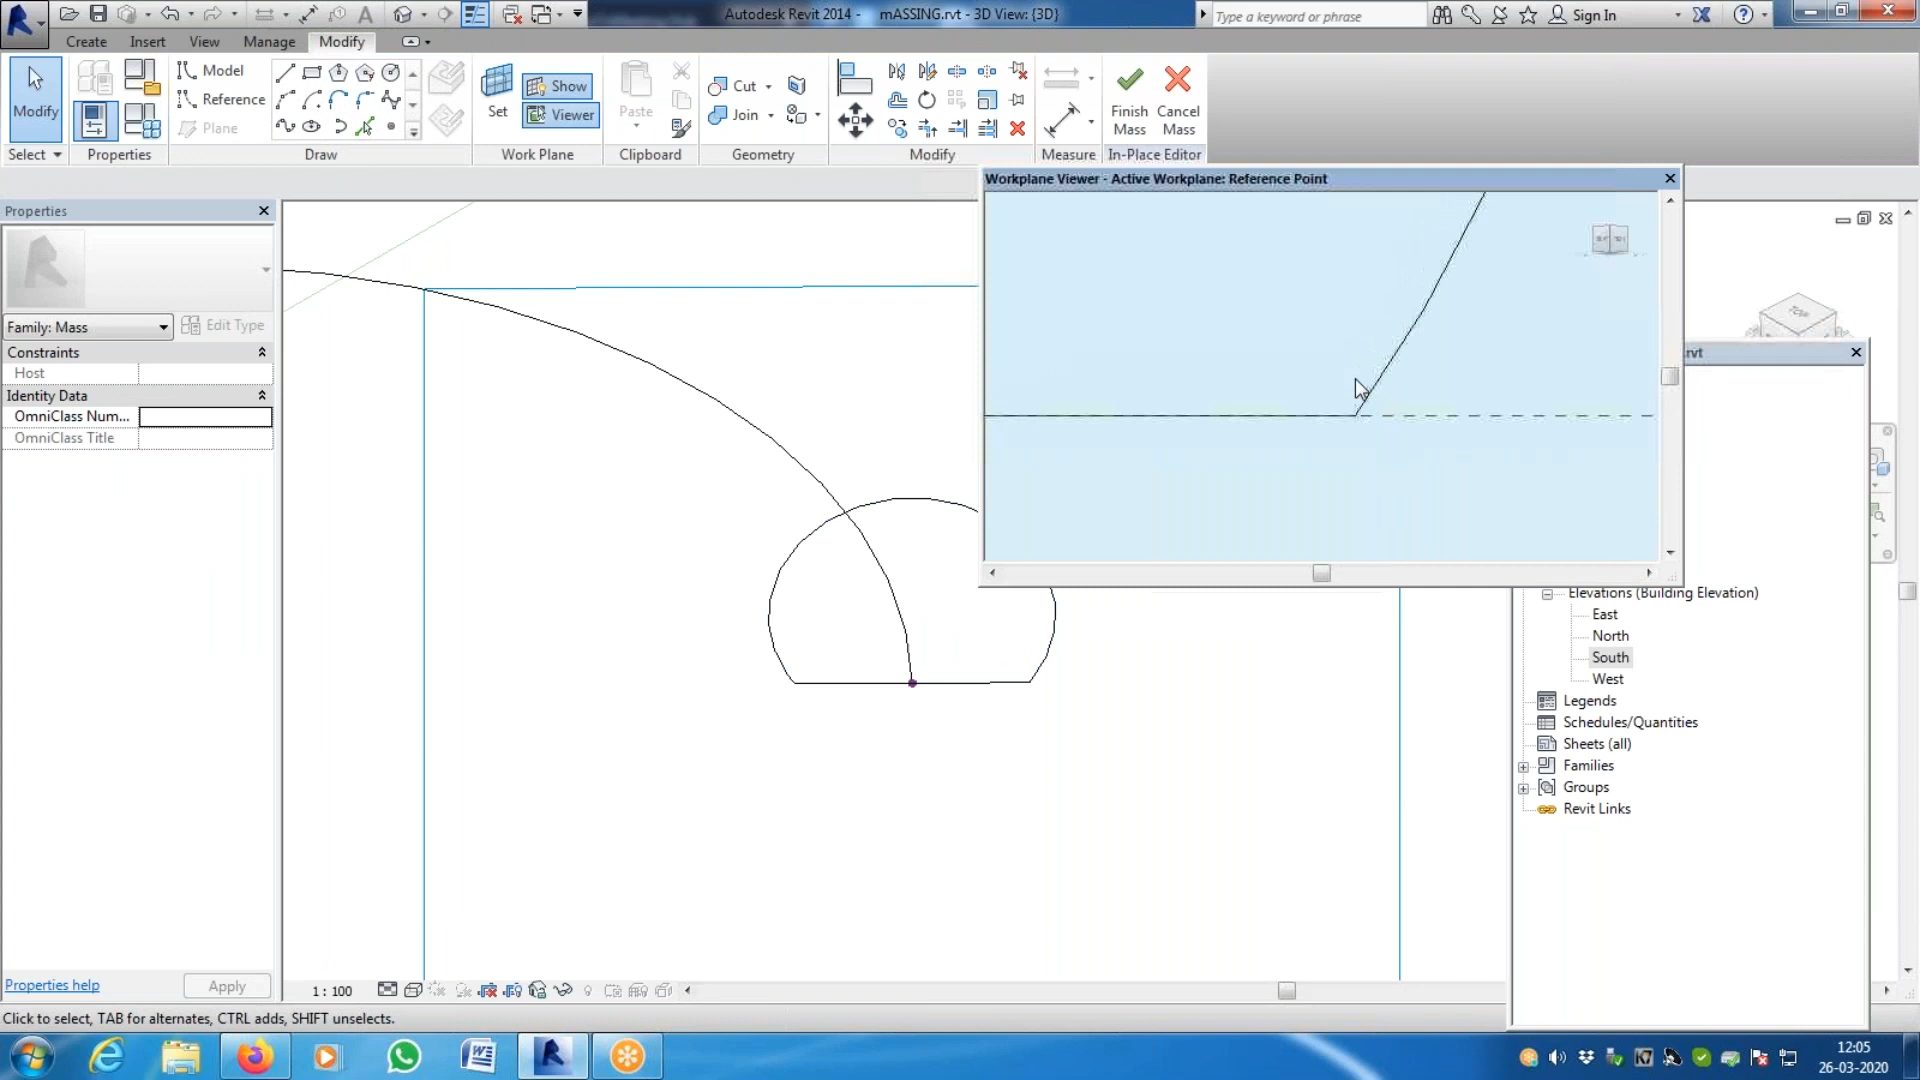 Autodesk Revit 2014 -    mASSING.rvt - 3D View: {3D}
Type a keyword or phrase
Sign In
Create
Insert
View
Manage
Modify
Modify
Model
Reference
Plane
Set
Show
Viewer
Paste
Cut
Join
Finish Mass
Cancel Mass
Select
Properties
Draw
Work Plane
Clipboard
Geometry
Modify
Measure
In-Place Editor
Workplane Viewer - Active Workplane: Reference Point
Properties
Family: Mass
Edit Type
Constraints
Host
Identity Data
OmniClass Num...
OmniClass Title
.rvt
Elevations (Building Elevation)
East
North
South
West
Legends
Schedules/Quantities
Sheets (all)
Families
Groups
Revit Links
Properties help
Apply
1 : 100
Click to select, TAB for alternates, CTRL adds, SHIFT unselects.
12:05
26-03-2020